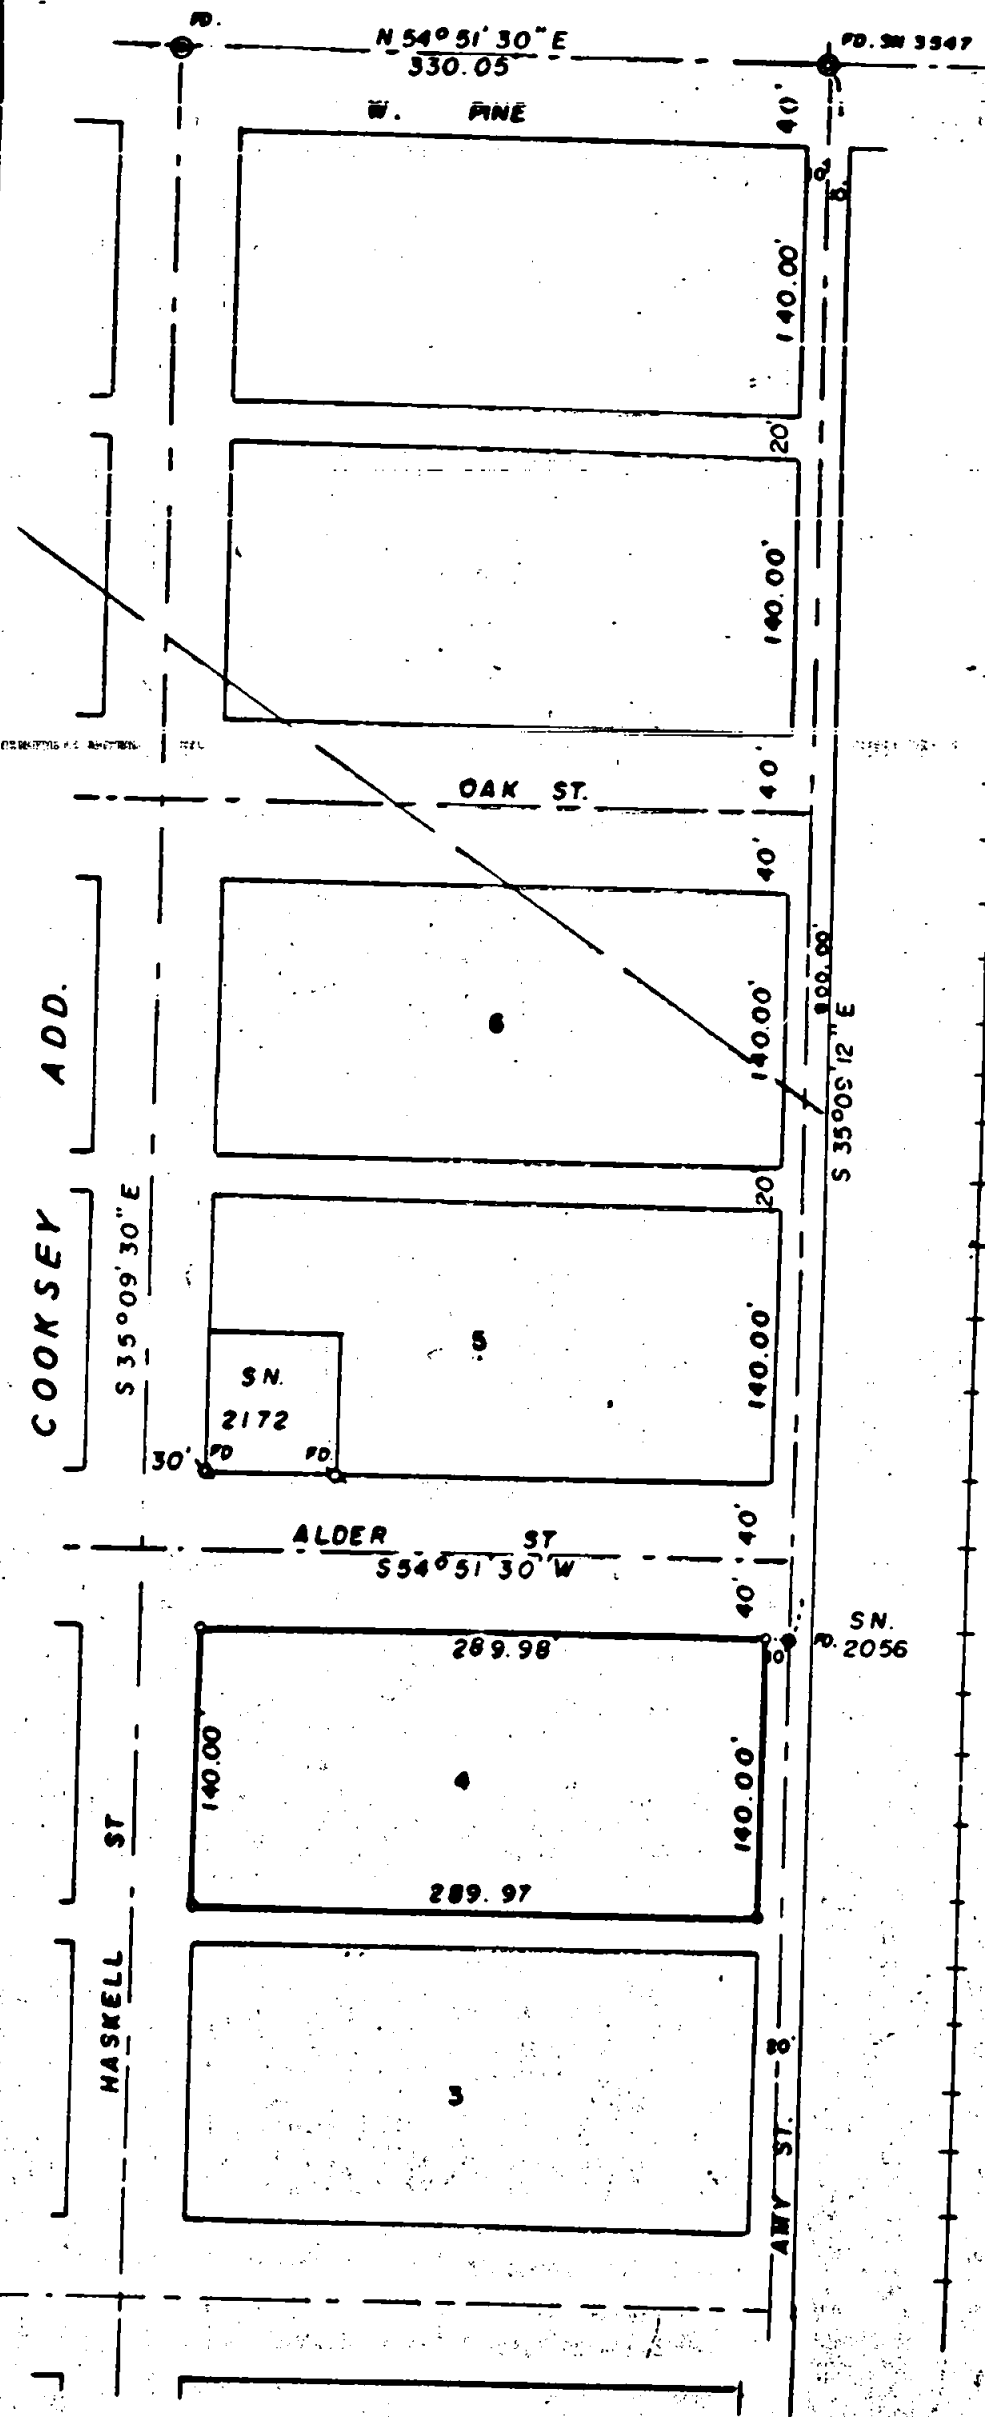 FD.
N 54° 51' 30" E
330.05'
FD. SN 3547
W. PINE
40'
10'
140.00'
20'
140.00'
OAK ST.
40'
40'
800.00'
S 35° 09' 12" E
6
140.00'
20'
ADD.
COOKSEY
S 35° 09' 30" E
5
140.00'
SN.
2172
30'
FD
FD
ALDER ST
S 54° 51' 30" W
40'
40'
289.98'
10'
FD.
SN.
2056
140.00'
4
140.00'
289.97
HASKELL ST
3
AMY ST.